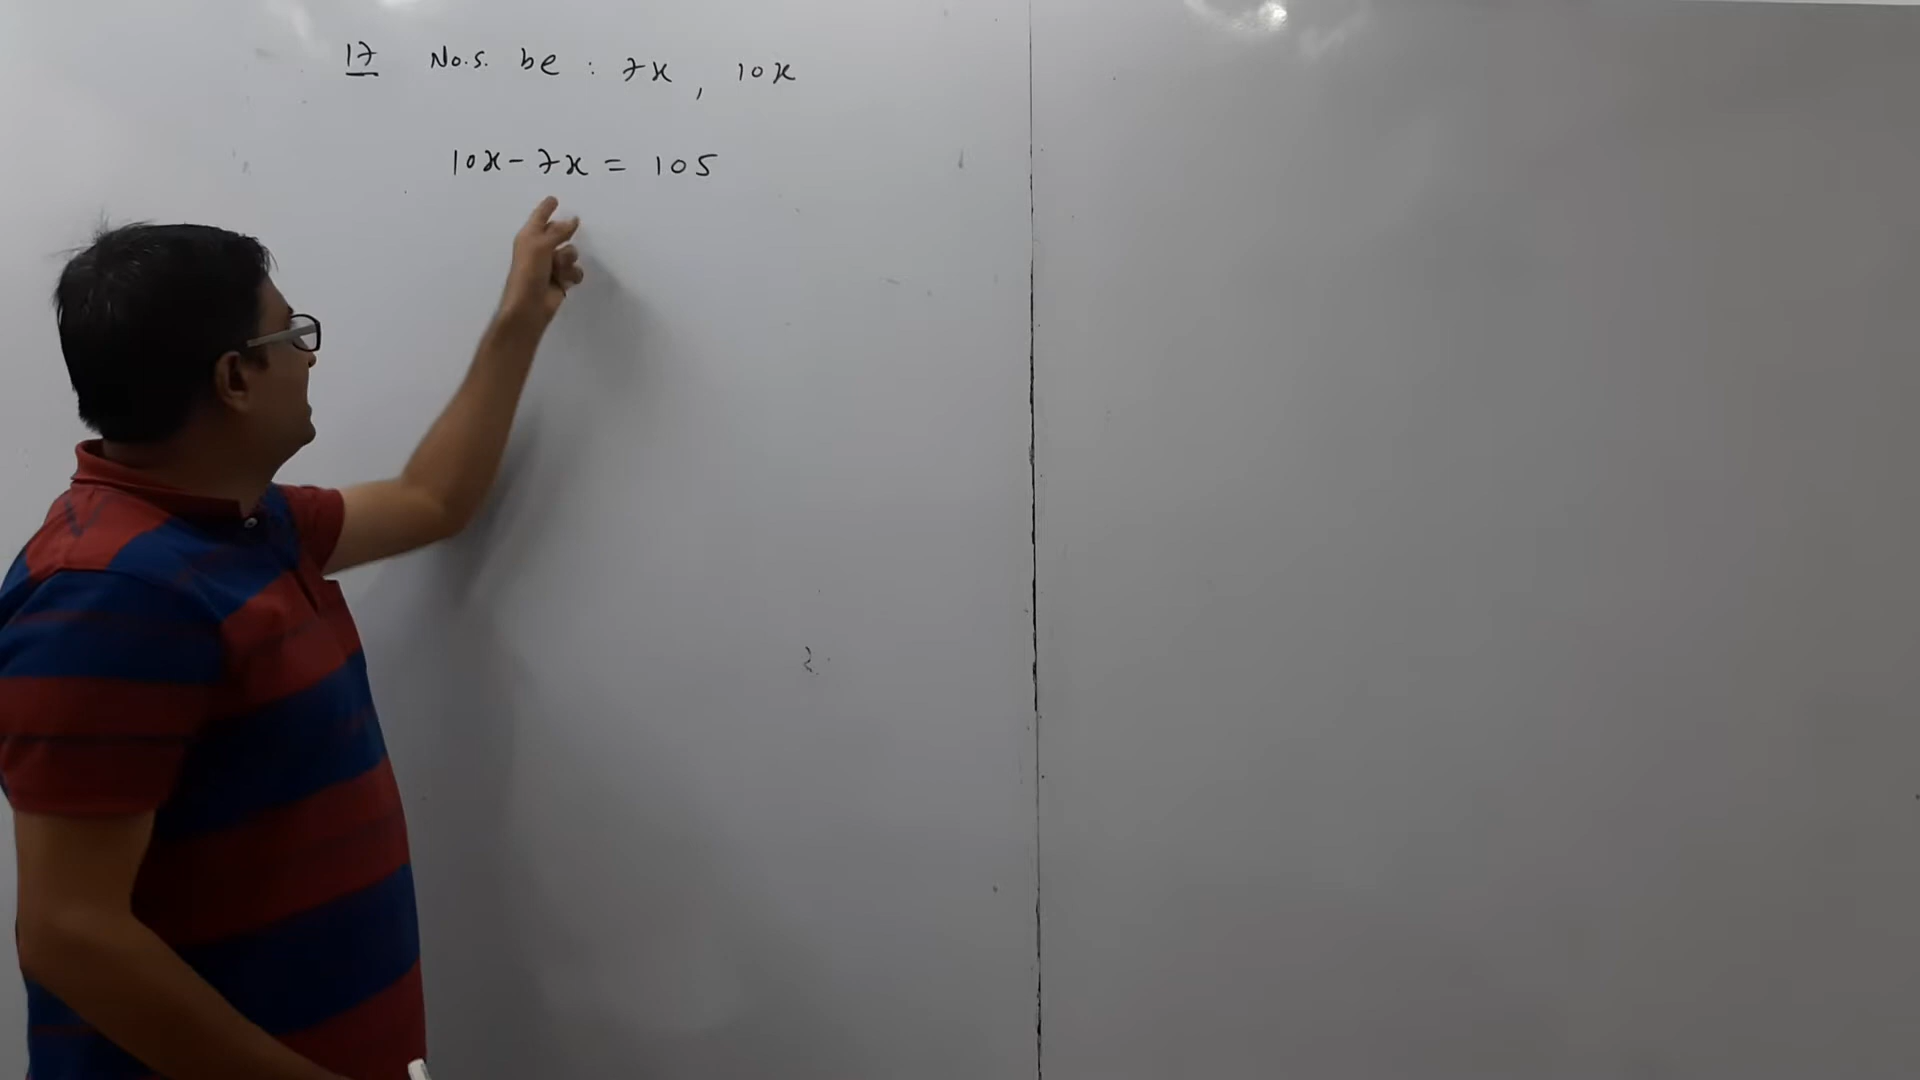 17 No.s. be : 7x , 10x
10x - 7x = 105